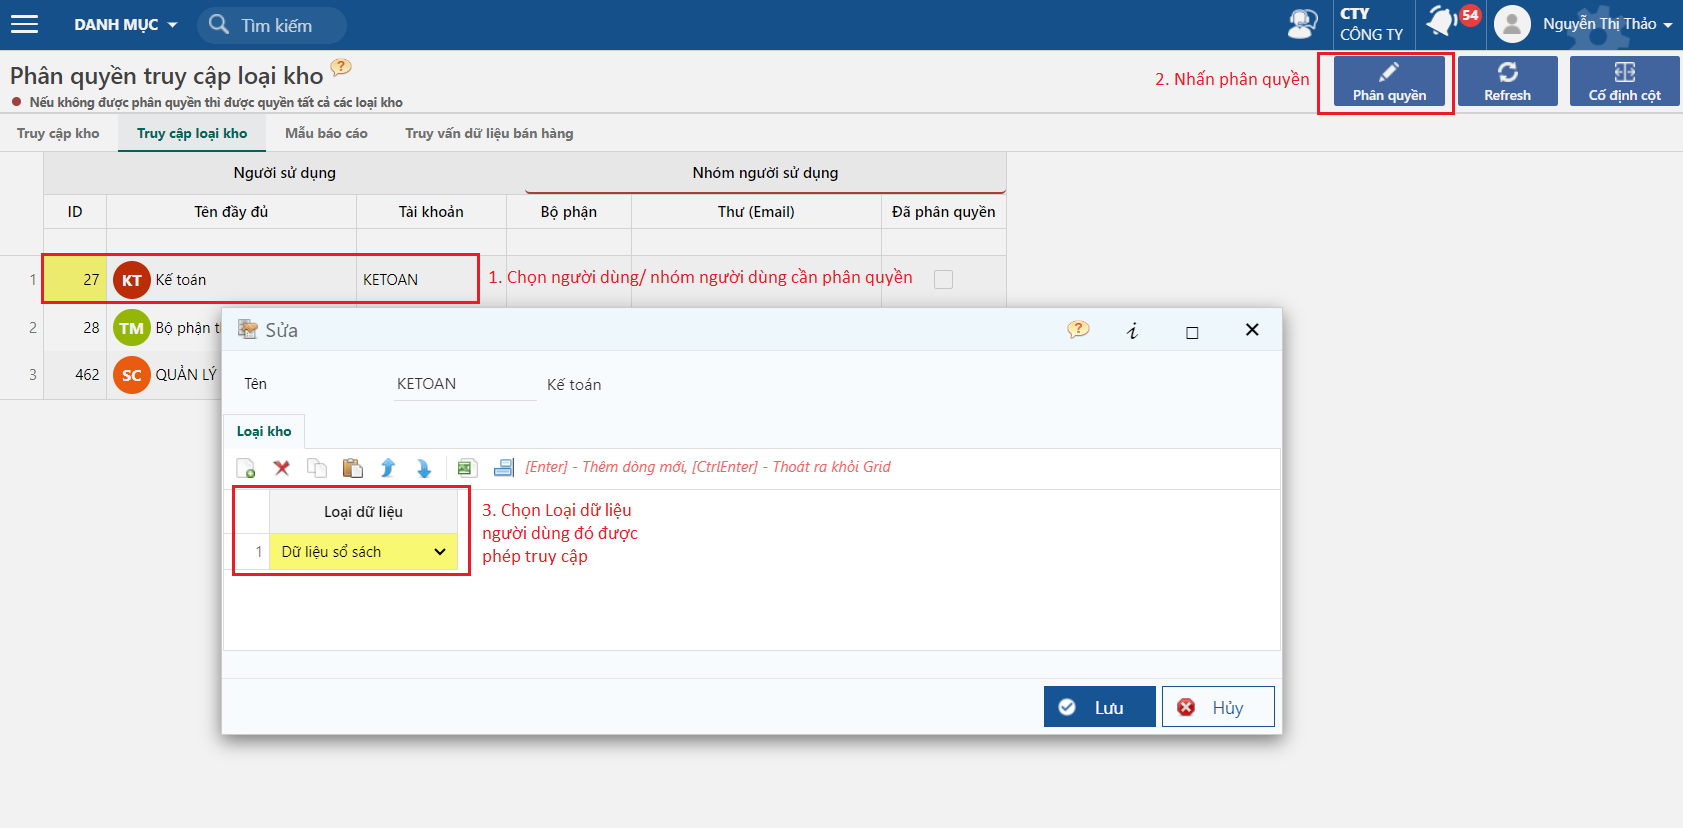 DANH MỤC
Tìm kiếm
CTY
CÔNG TY
54
Nguyễn Thị Thảo
Phân quyền truy cập loại kho
?
Nếu không được phân quyền thì được quyền tất cả các loại kho
2. Nhấn phân quyền
Phân quyền
Refresh
Cố định cột
Truy cập kho
Truy cập loại kho
Mẫu báo cáo
Truy vấn dữ liệu bán hàng
Người sử dụng
Nhóm người sử dụng
ID
Tên đầy đủ
Tài khoản
Bộ phận
Thư (Email)
Đã phân quyền
1
27
KT
Kế toán
KETOAN
1. Chọn người dùng/ nhóm người dùng cần phân quyền
2
28
TM
Bộ phận
3
462
SC
QUẢN LÝ
Sửa
?
i
Tên
KETOAN
Kế toán
Loại kho
[Enter] - Thêm dòng mới, [CtrlEnter] - Thoát ra khỏi Grid
Loại dữ liệu
1
Dữ liệu sổ sách
3. Chọn Loại dữ liệu
người dùng đó được
phép truy cập
Lưu
Hủy